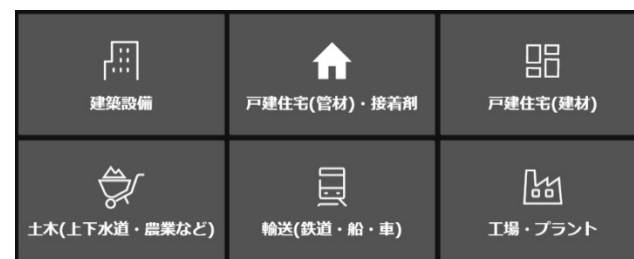 建築設備
戸建住宅(管材)・接着剤
戸建住宅(建材)
土木(上下水道・農業など)
輸送(鉄道・船・車)
工場・プラント